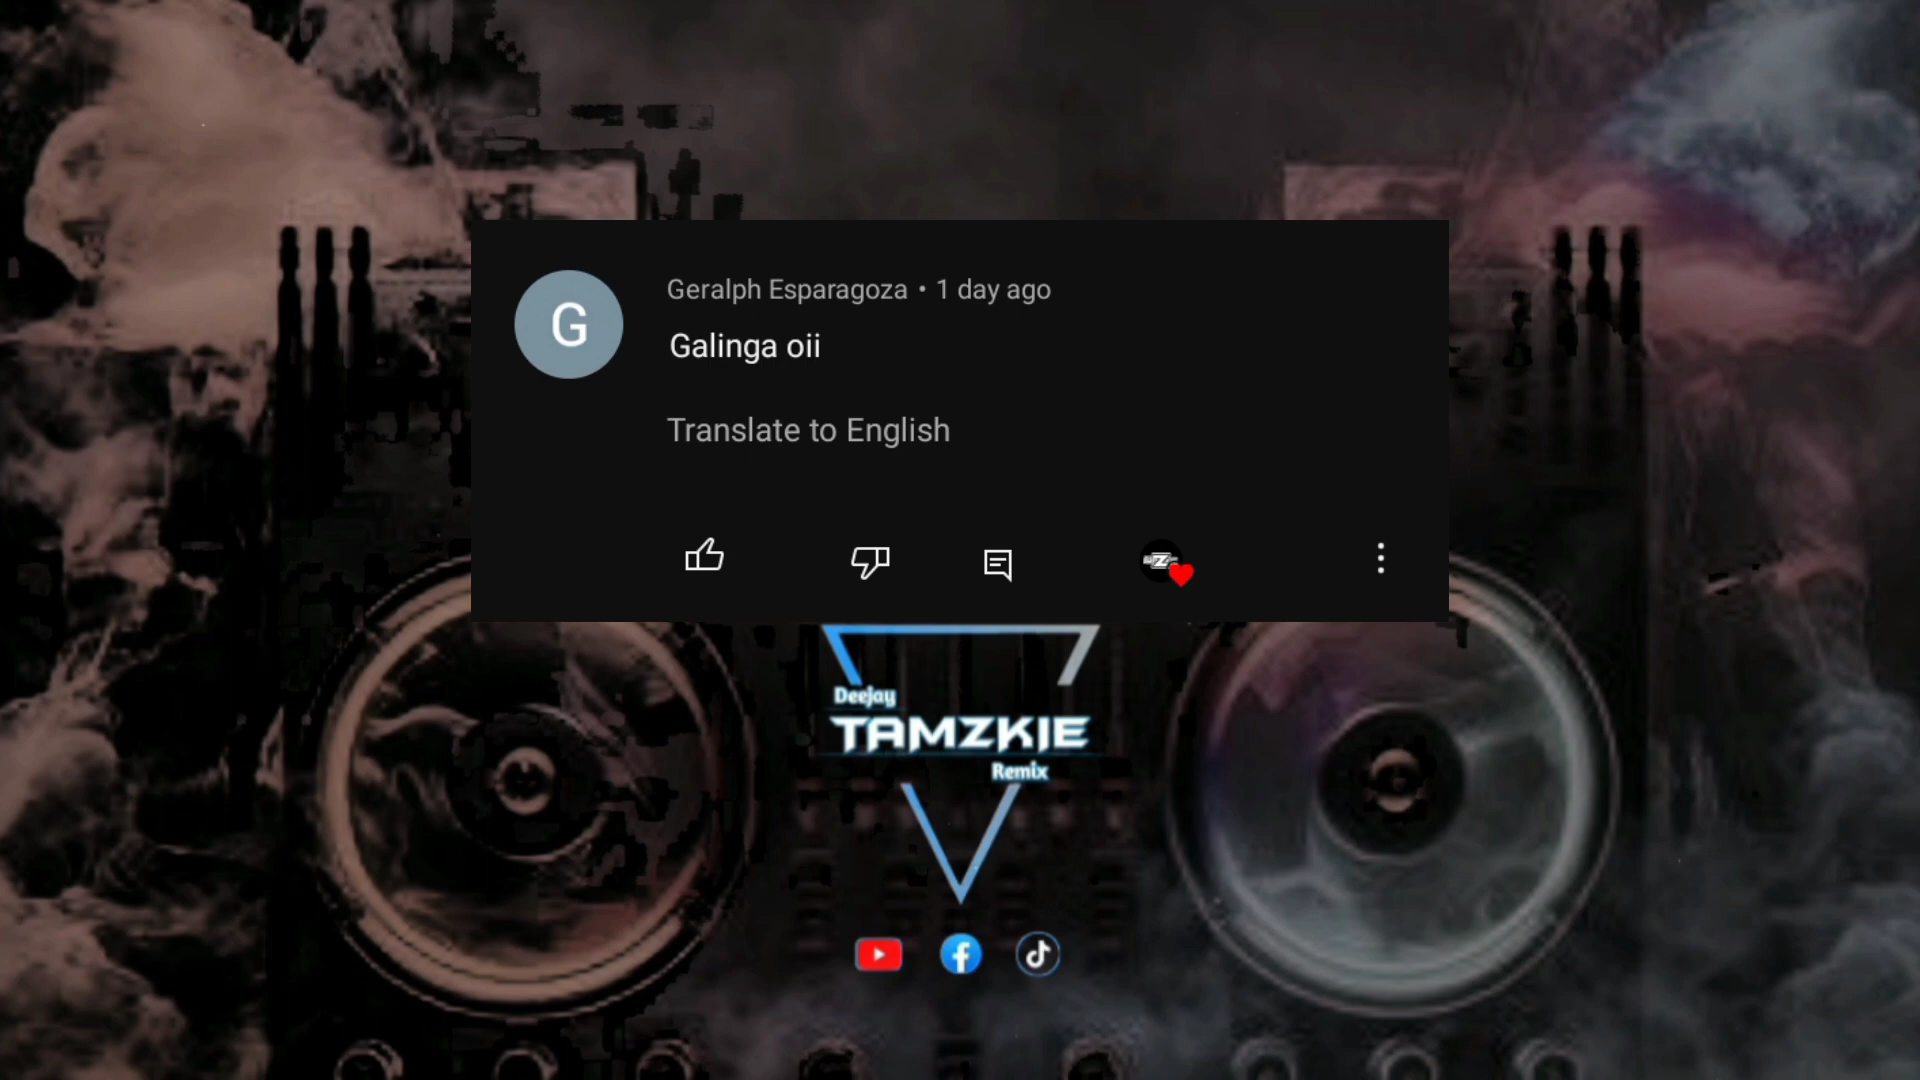 G
Geralph Esparagoza • 1 day ago
Galinga oii
Translate to English
Deejay
TAMZKIE
Remix